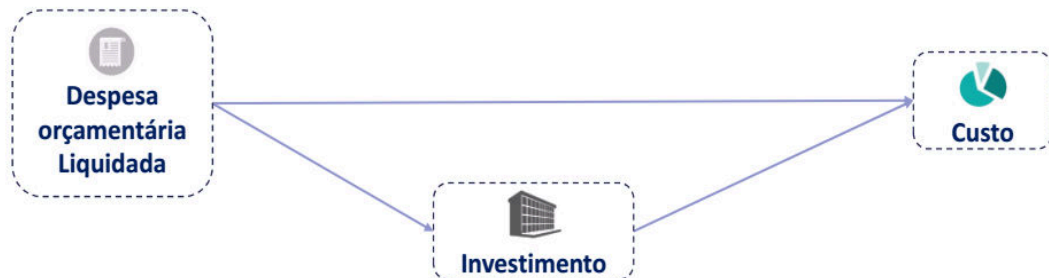 Despesa
orçamentária
Liquidada
Custo
Investimento